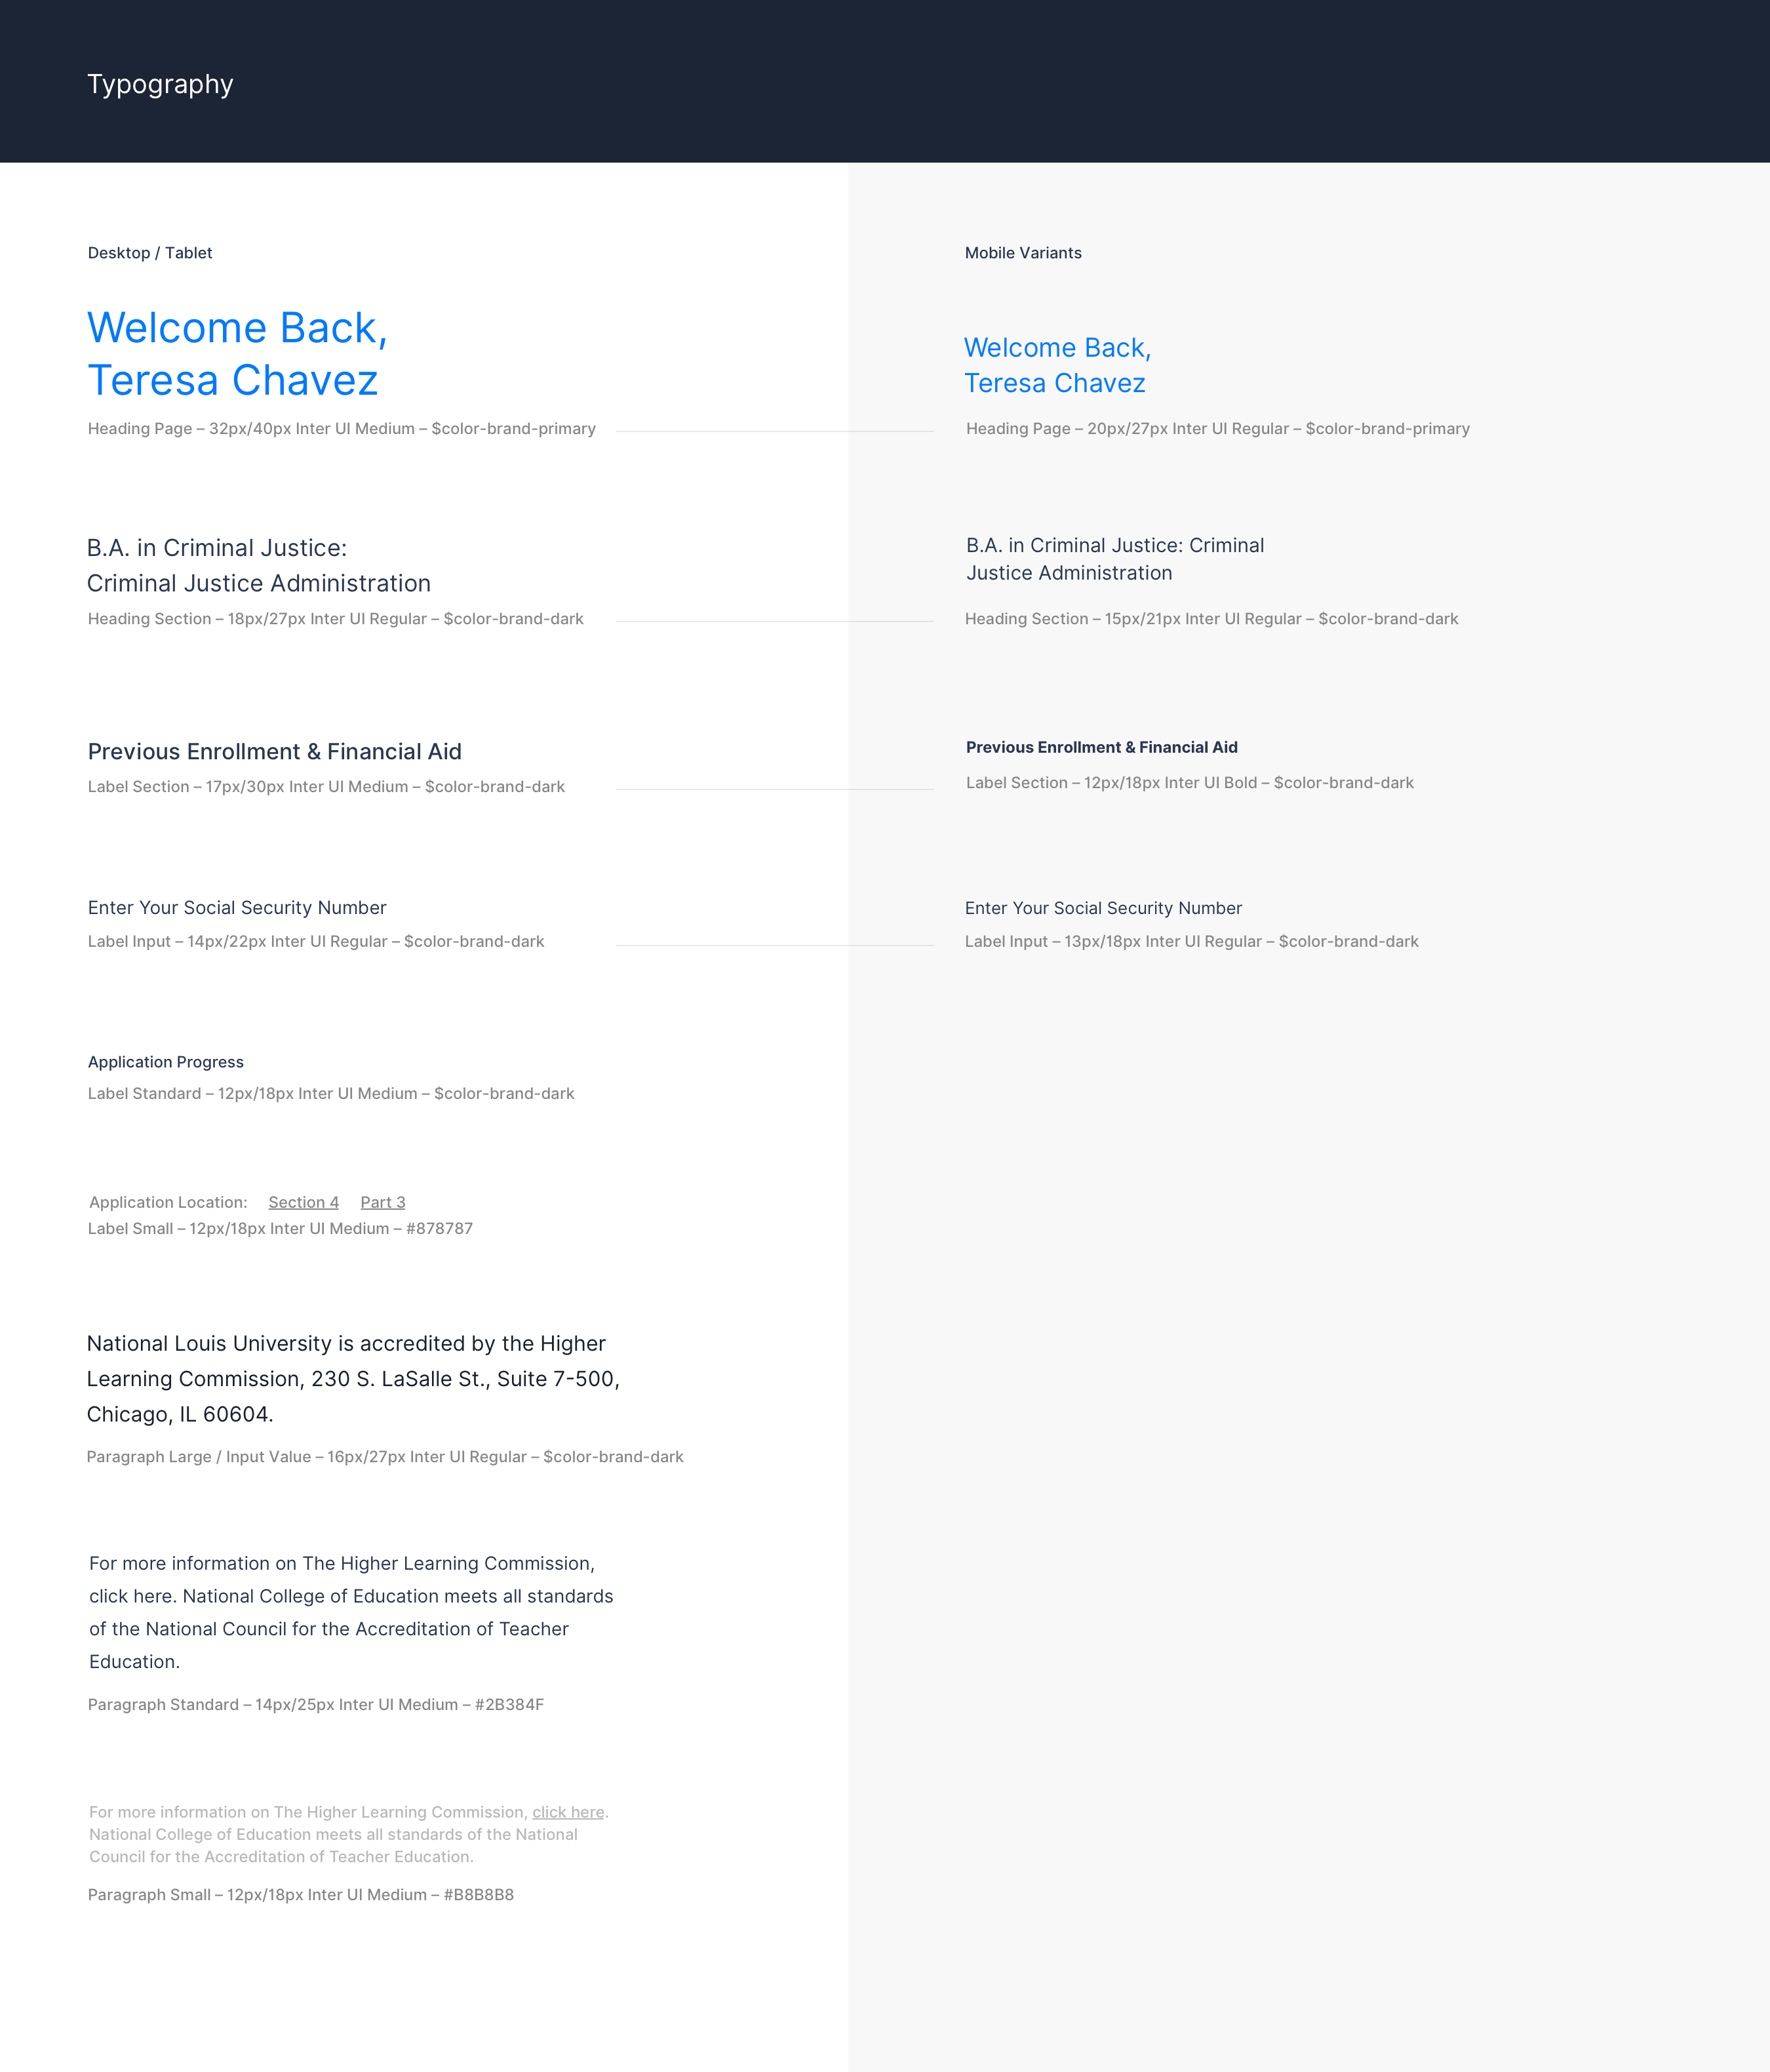 Typography
Desktop / Tablet
Welcome Back,
Teresa Chavez
Heading Page – 32px/40px Inter UI Medium – $color-brand-primary
B.A. in Criminal Justice:
Criminal Justice Administration
Heading Section – 18px/27px Inter UI Regular – $color-brand-dark
Previous Enrollment & Financial Aid
Label Section – 17px/30px Inter UI Medium – $color-brand-dark
Enter Your Social Security Number
Label Input – 14px/22px Inter UI Regular – $color-brand-dark
Application Progress
Label Standard – 12px/18px Inter UI Medium – $color-brand-dark
Application Location: Section 4 Part 3
Label Small – 12px/18px Inter UI Medium – #878787
National Louis University is accredited by the Higher
Learning Commission, 230 S. LaSalle St., Suite 7-500,
Chicago, IL 60604.
Paragraph Large / Input Value – 16px/27px Inter UI Regular – $color-brand-dark
For more information on The Higher Learning Commission,
click here. National College of Education meets all standards
of the National Council for the Accreditation of Teacher
Education.
Paragraph Standard – 14px/25px Inter UI Medium – #2B384F
For more information on The Higher Learning Commission, click here.
National College of Education meets all standards of the National
Council for the Accreditation of Teacher Education.
Paragraph Small – 12px/18px Inter UI Medium – #B8B8B8
Mobile Variants
Welcome Back,
Teresa Chavez
Heading Page – 20px/27px Inter UI Regular – $color-brand-primary
B.A. in Criminal Justice: Criminal
Justice Administration
Heading Section – 15px/21px Inter UI Regular – $color-brand-dark
Previous Enrollment & Financial Aid
Label Section – 12px/18px Inter UI Bold – $color-brand-dark
Enter Your Social Security Number
Label Input – 13px/18px Inter UI Regular – $color-brand-dark